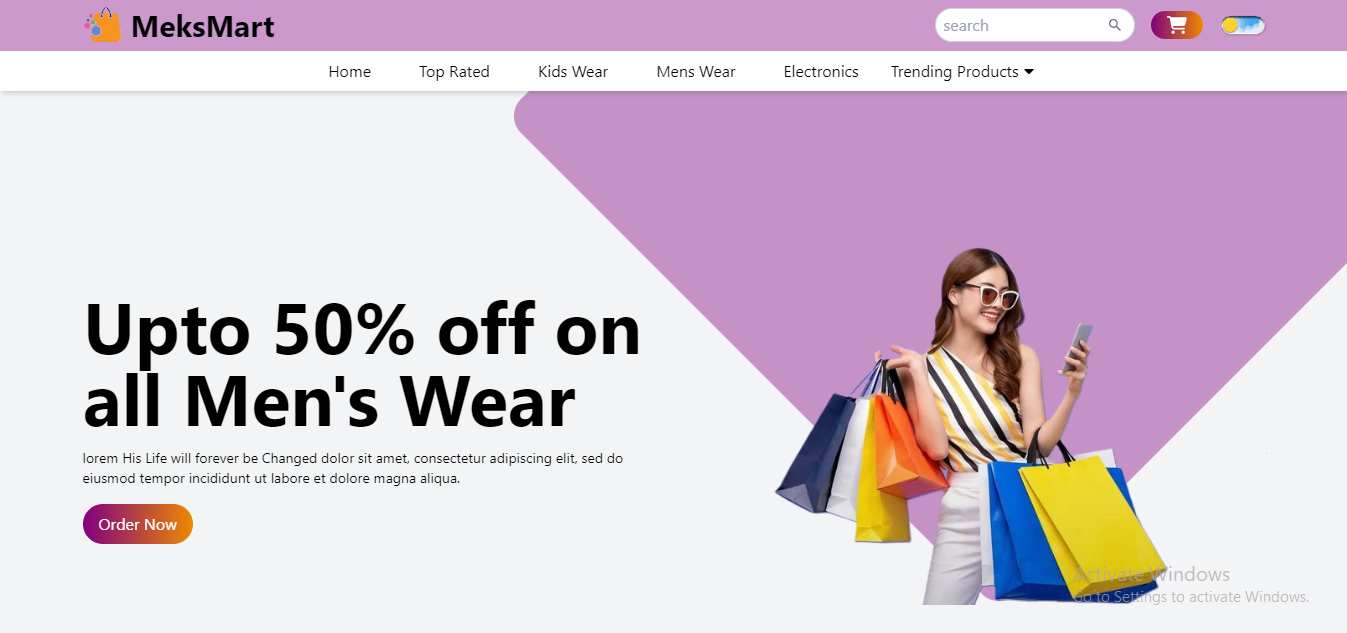 MeksMart
search
Home Top Rated Kids Wear Mens Wear Electronics Trending Products
Upto 50% off on
all Men's Wear
lorem His Life will forever be Changed dolor sit amet, consectetur adipiscing elit, sed do
eiusmod tempor incididunt ut labore et dolore magna aliqua.
Order Now
Activate Windows
Go to Settings to activate Windows.